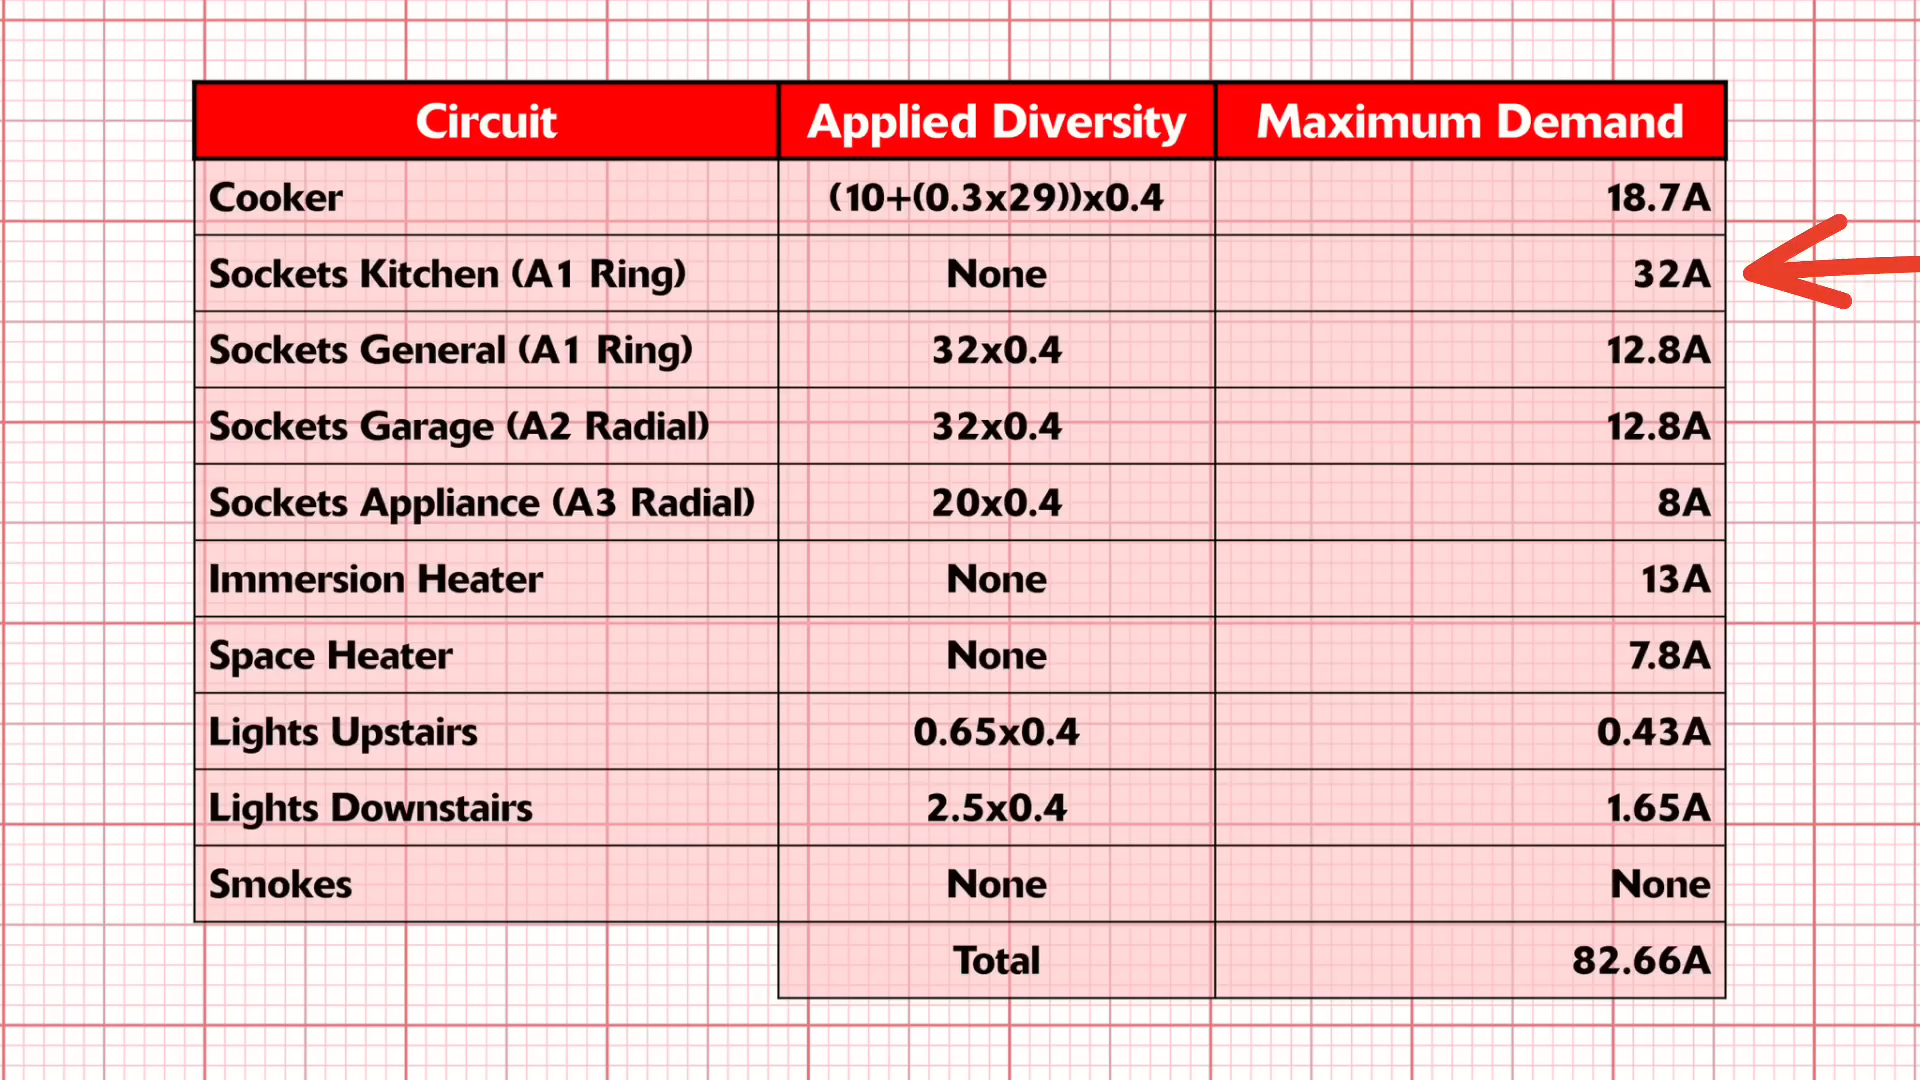 Circuit Applied Diversity Maximum Demand
Cooker (10+(0.3x29))x0.4 18.7A
Sockets Kitchen (A1 Ring) None 32A
Sockets General (A1 Ring) 32x0.4 12.8A
Sockets Garage (A2 Radial) 32x0.4 12.8A
Sockets Appliance (A3 Radial) 20x0.4 8A
Immersion Heater None 13A
Space Heater None 7.8A
Lights Upstairs 0.65x0.4 0.43A
Lights Downstairs 2.5x0.4 1.65A
Smokes None None
Total 82.66A